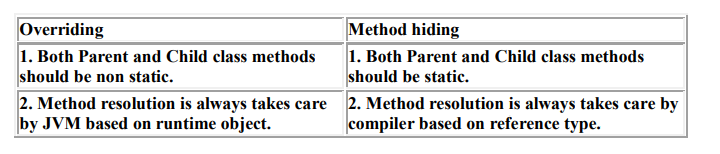 Overriding
Method hiding
1. Both Parent and Child class methods
should be non static.
1. Both Parent and Child class methods
should be static.
2. Method resolution is always takes care
by JVM based on runtime object.
2. Method resolution is always takes care by
compiler based on reference type.